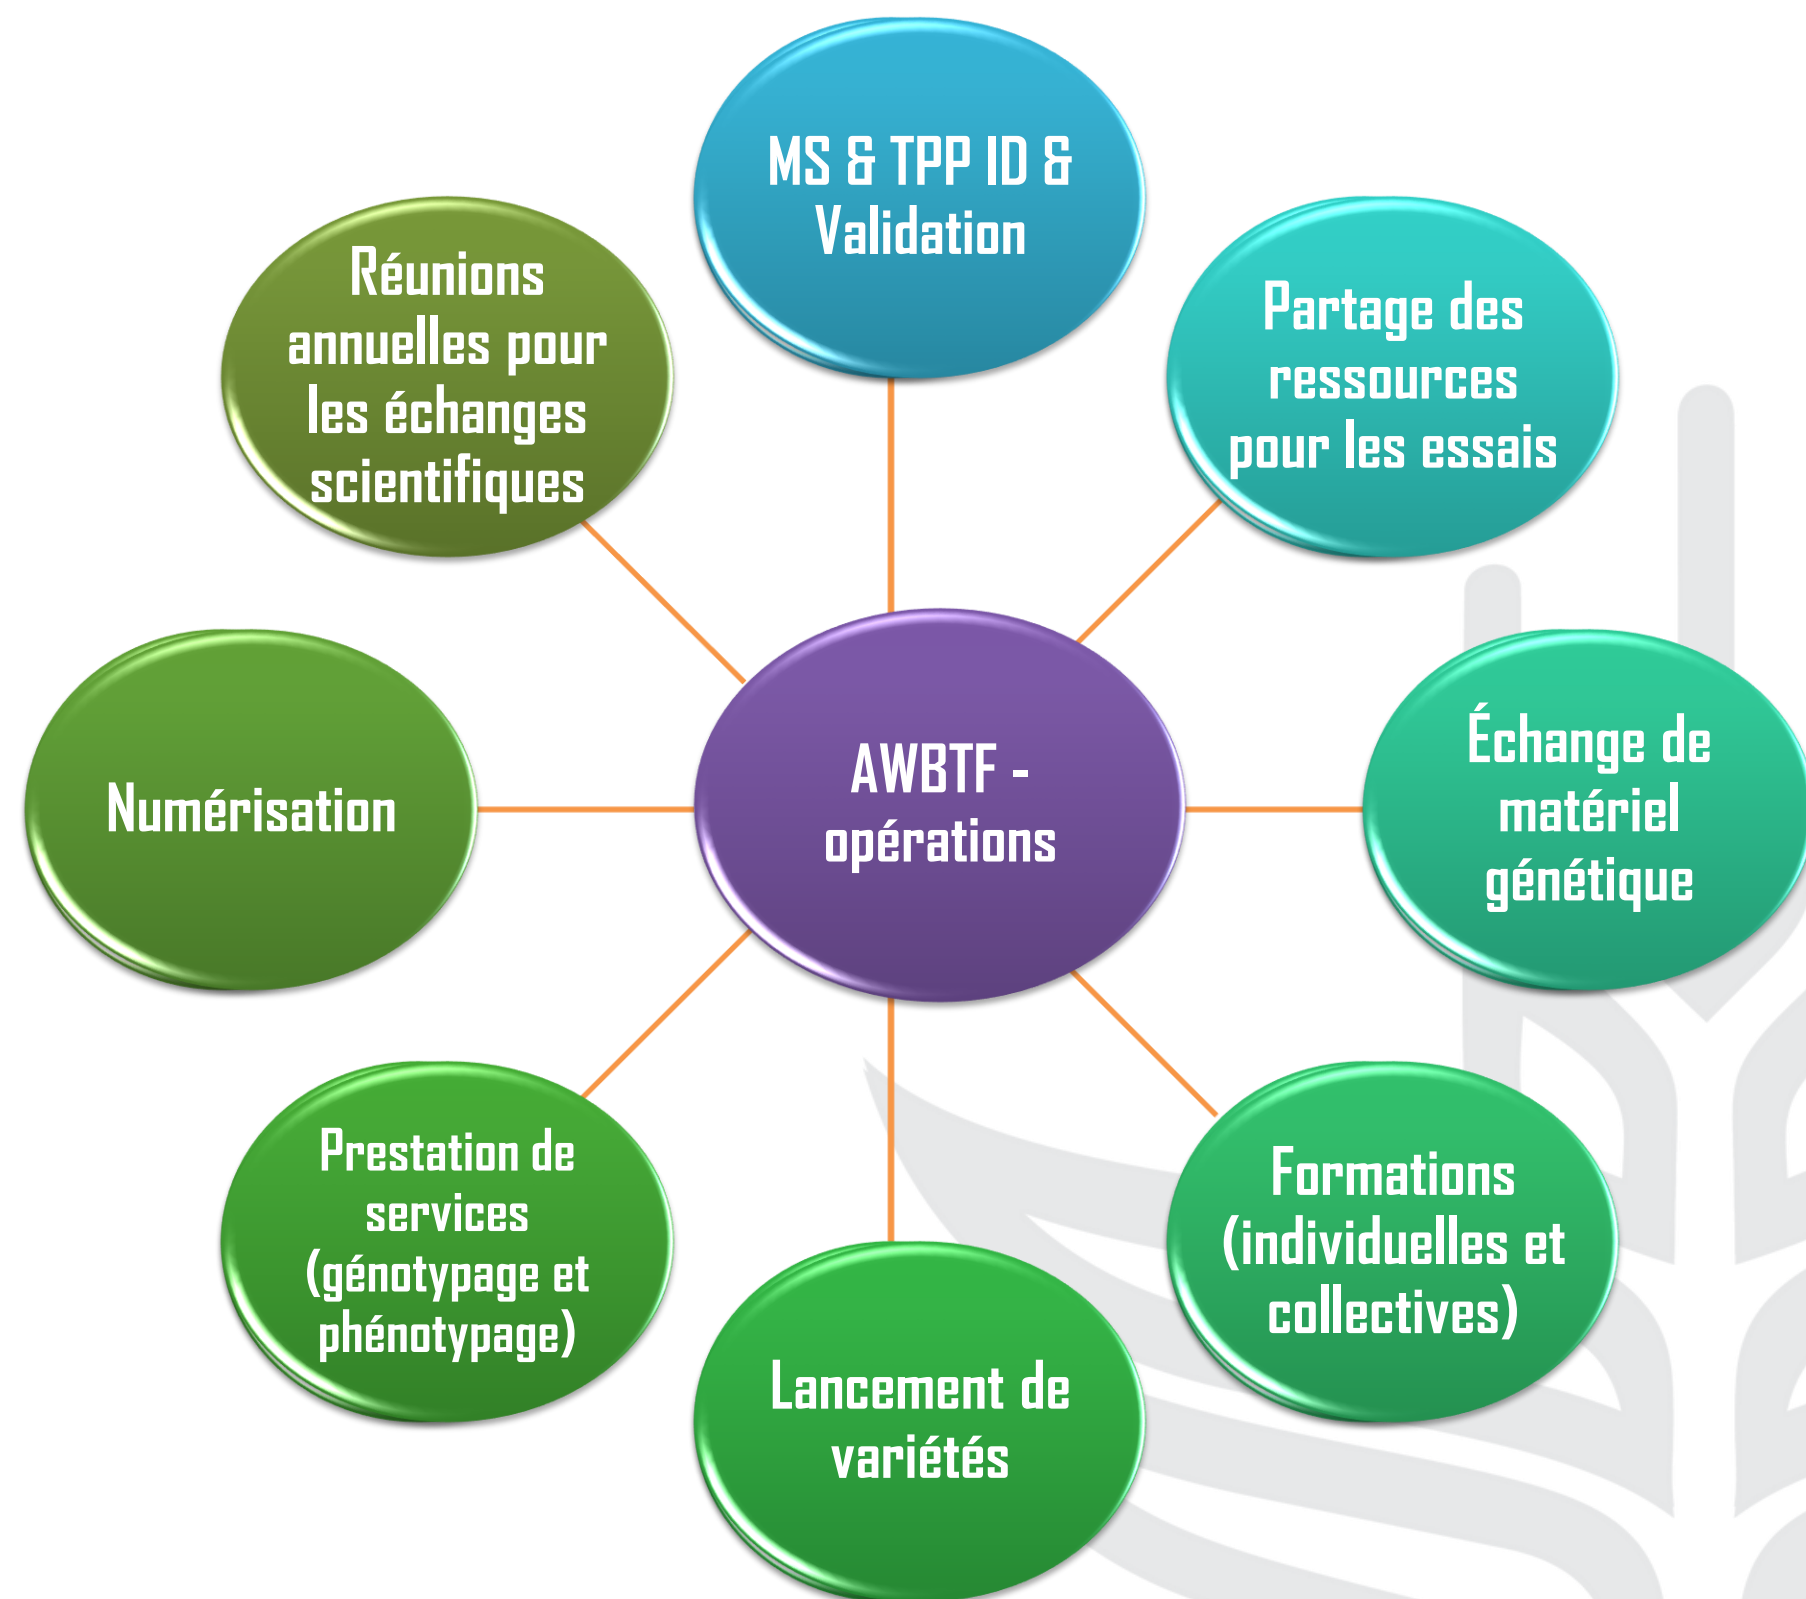 MS & TPP ID &
Validation
Partage des
ressources
pour les essais
Échange de
matériel
génétique
Formations
(individuelles et
collectives)
Lancement de
variétés
Prestation de
services
(génotypage et
phénotypage)
Numérisation
Réunions
annuelles pour
les échanges
scientifiques
AWBTF -
opérations